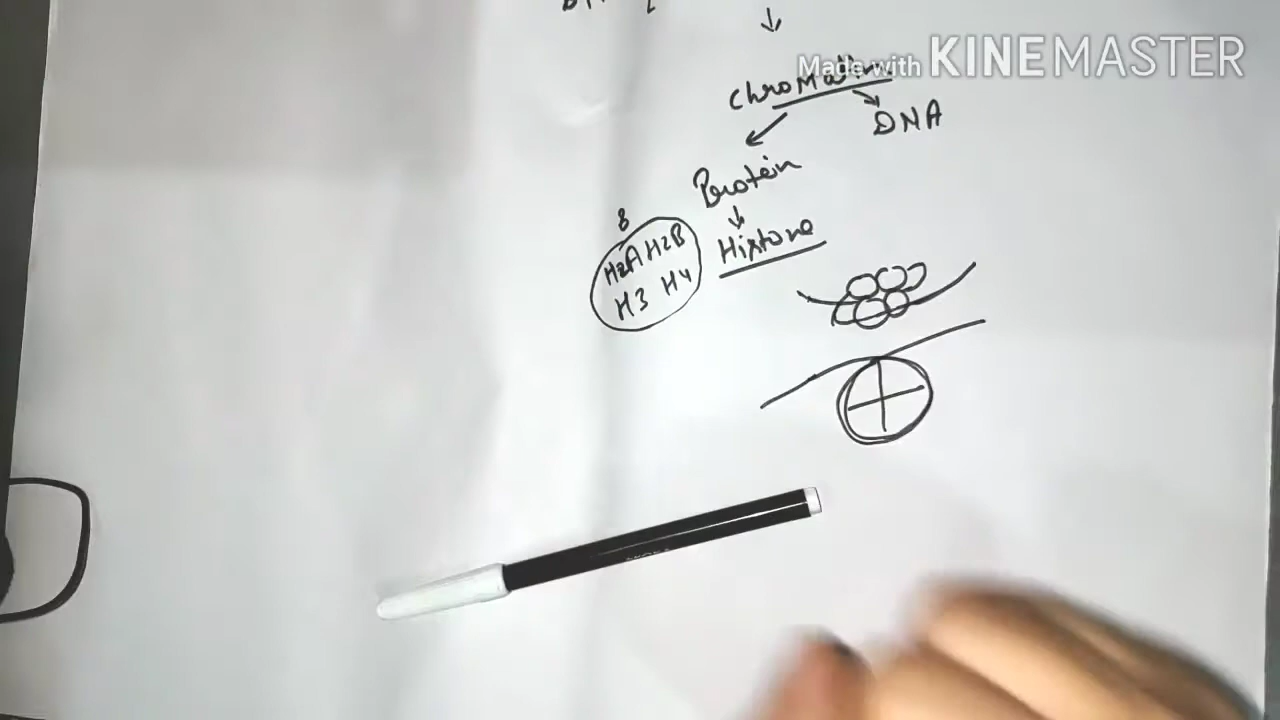 Made with KINEMASTER
Chromatin
DNA
Protein
Histone
8
H2A H2B
H3 H4